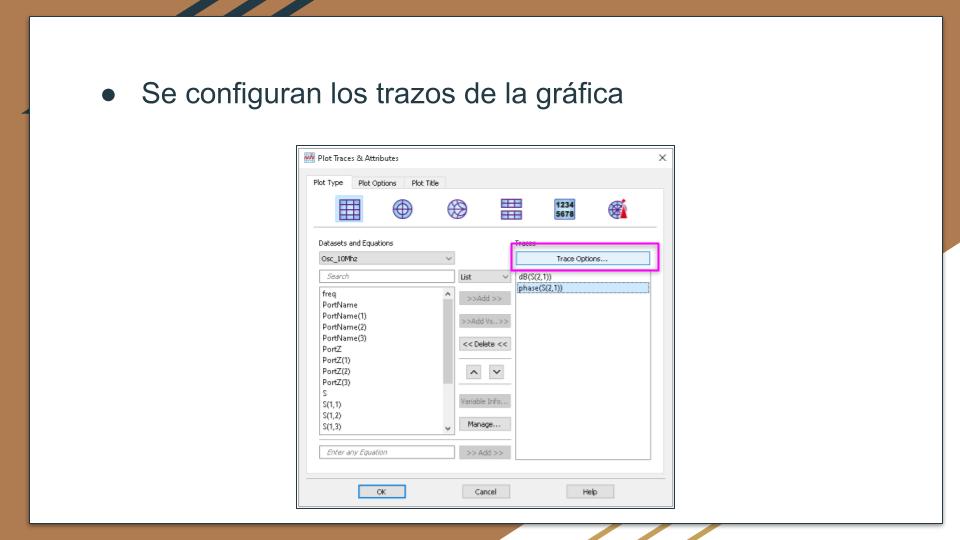 ● Se configuran los trazos de la gráfica
Plot Traces & Attributes
Plot Type Plot Options Plot Title
1234
5678
Datasets and Equations
Traces
Osc_10Mhz
Trace Options...
Search
List
dB(S(2,1))
phase(S(2,1))
freq
PortName
PortName(1)
PortName(2)
PortName(3)
PortZ
PortZ(1)
PortZ(2)
PortZ(3)
S
S(1,1)
S(1,2)
S(1,3)
>>Add >>
>>Add Vs..>>
<< Delete <<
Variable Info...
Manage...
Enter any Equation
>> Add >>
OK
Cancel
Help